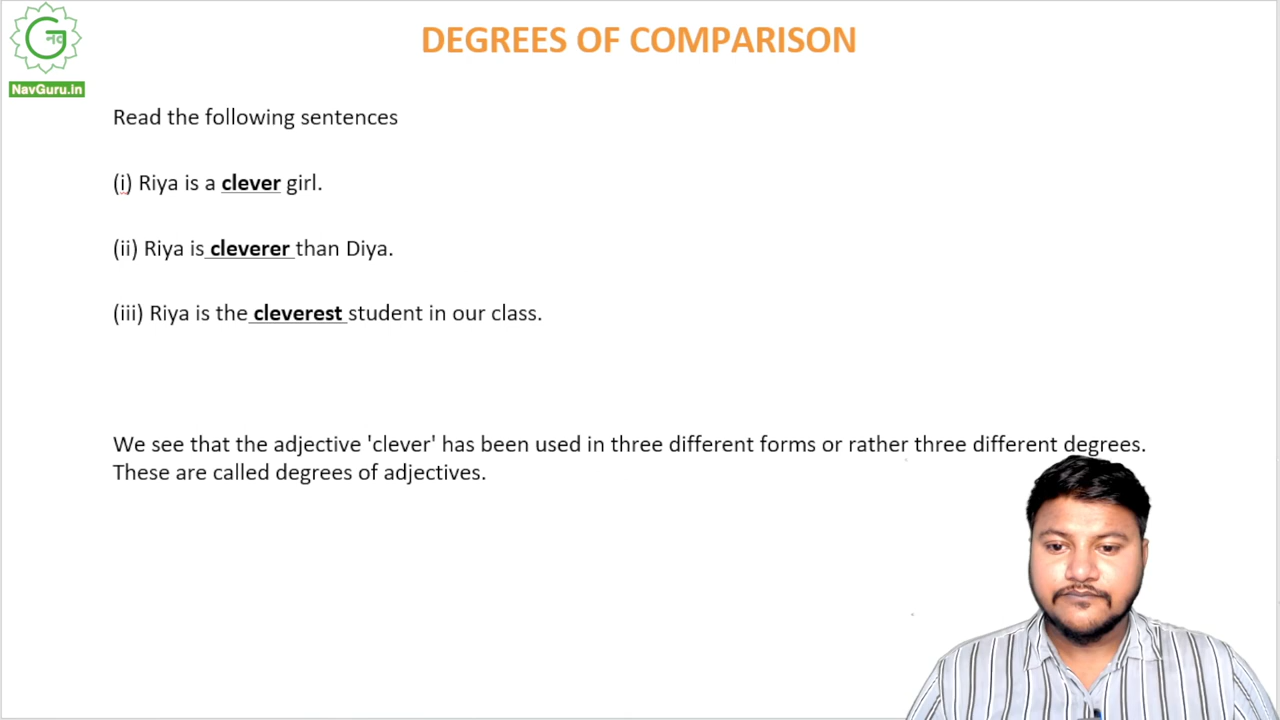 नव
NavGuru.in
DEGREES OF COMPARISON
Read the following sentences
(i) Riya is a clever girl.
(ii) Riya is cleverer than Diya.
(iii) Riya is the cleverest student in our class.
We see that the adjective 'clever' has been used in three different forms or rather three different degrees.
These are called degrees of adjectives.